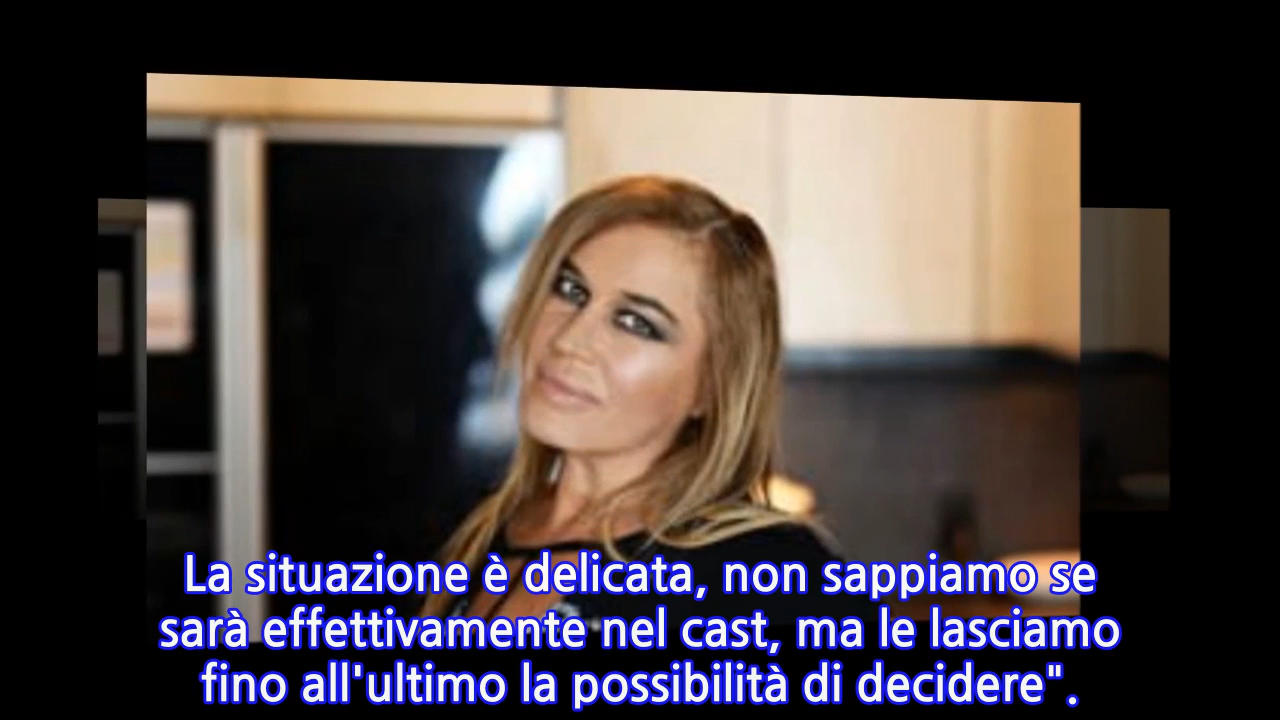 La situazione è delicata, non sappiamo se
sarà effettivamente nel cast, ma le lasciamo
fino all'ultimo la possibilità di decidere".